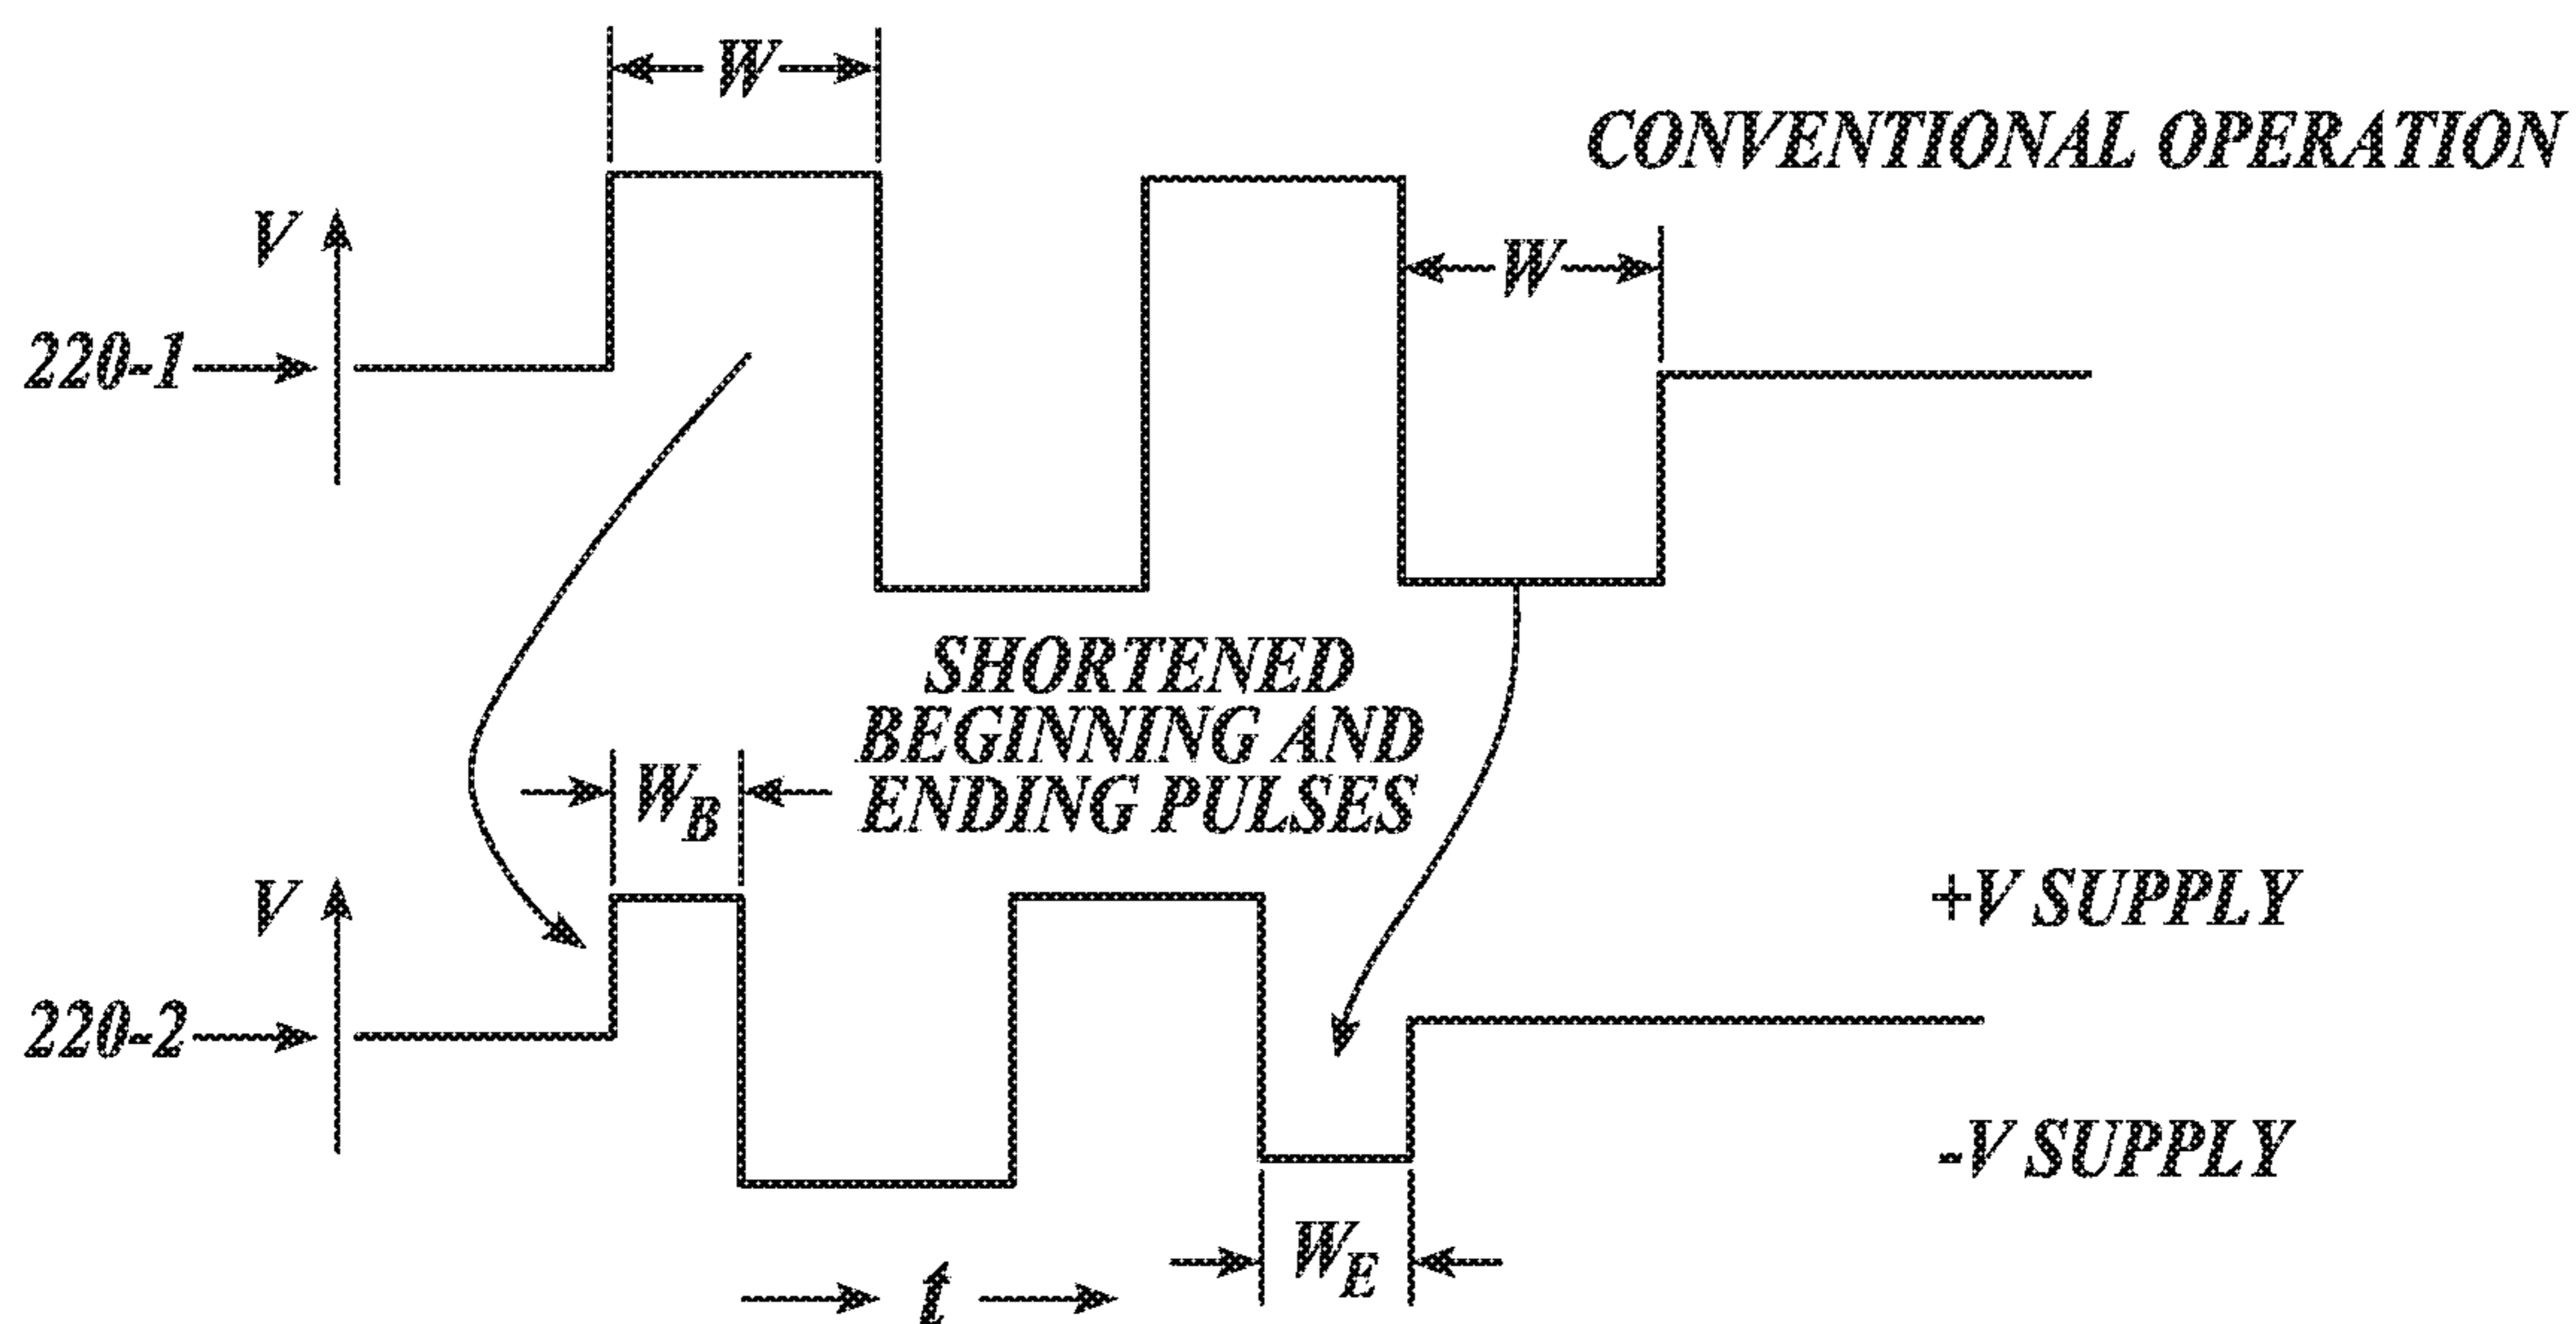 W
CONVENTIONAL OPERATION
V
W
220-1
SHORTENED
BEGINNING AND
ENDING PULSES
W_B
V
+V SUPPLY
220-2
-V SUPPLY
W_E
t